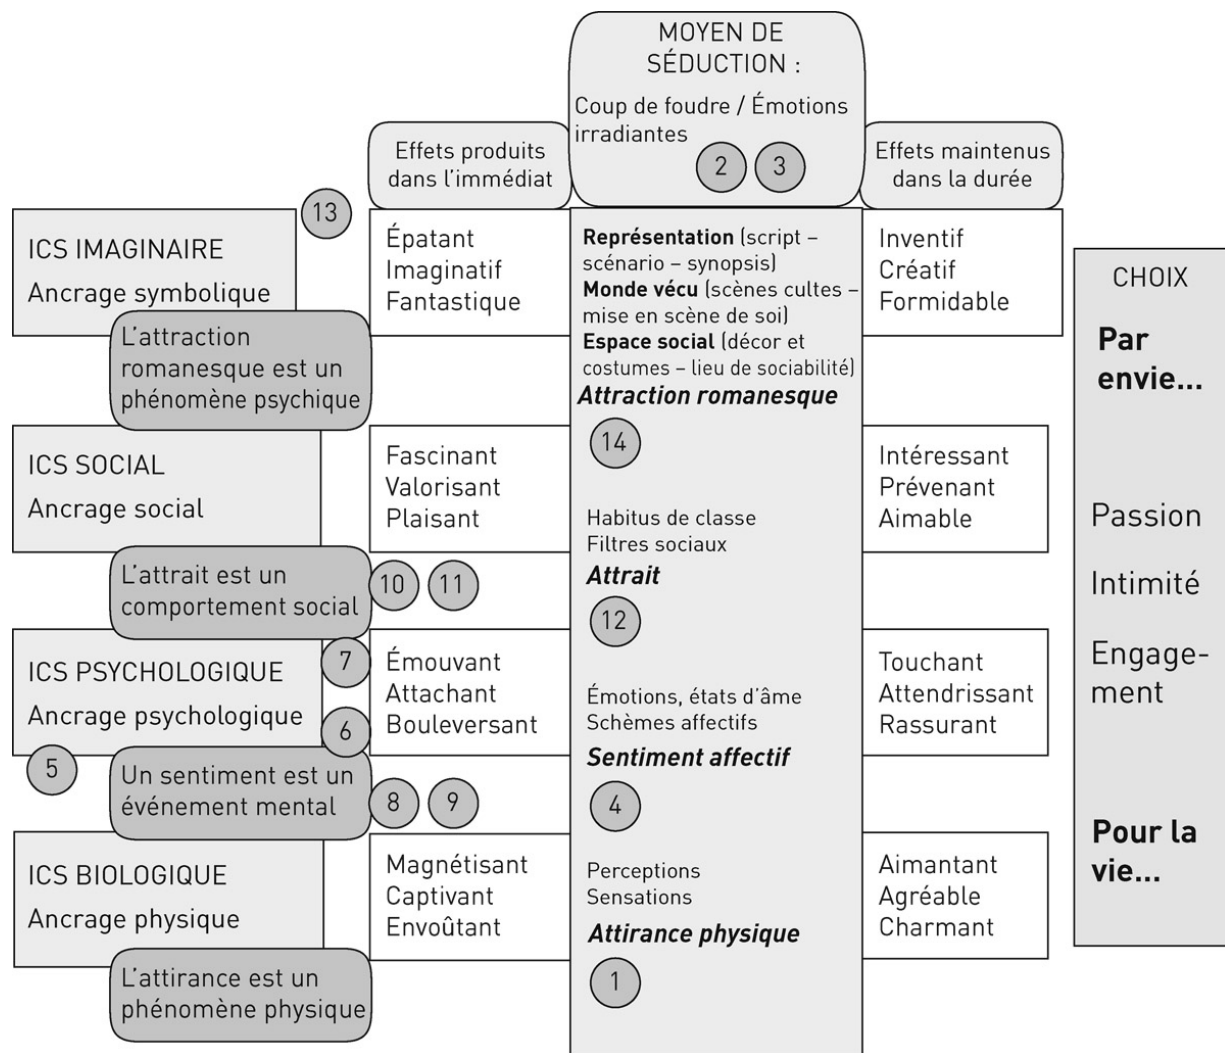 MOYEN DE
SÉDUCTION :
Coup de foudre / Émotions
irradiantes
2 3
Effets produits
dans l'immédiat
Effets maintenus
dans la durée
13
ICS IMAGINAIRE
Ancrage symbolique
L'attraction
romanesque est un
phénomène psychique
Épatant
Imaginatif
Fantastique
Représentation (script –
scénario – synopsis)
Monde vécu (scènes cultes –
mise en scène de soi)
Espace social (décor et
costumes – lieu de sociabilité)
Attraction romanesque
14
Inventif
Créatif
Formidable
ICS SOCIAL
Ancrage social
L'attrait est un
comportement social
10 11
Fascinant
Valorisant
Plaisant
Habitus de classe
Filtres sociaux
Attrait
12
Intéressant
Prévenant
Aimable
ICS PSYCHOLOGIQUE
Ancrage psychologique
7
6
5
Un sentiment est un
événement mental
8 9
Émouvant
Attachant
Bouleversant
Émotions, états d'âme
Schèmes affectifs
Sentiment affectif
4
Touchant
Attendrissant
Rassurant
ICS BIOLOGIQUE
Ancrage physique
L'attirance est un
phénomène physique
Magnétisant
Captivant
Envoûtant
Perceptions
Sensations
Attirance physique
1
Aimantant
Agréable
Charmant
CHOIX
Par
envie...
Passion
Intimité
Engage-
ment
Pour la
vie...